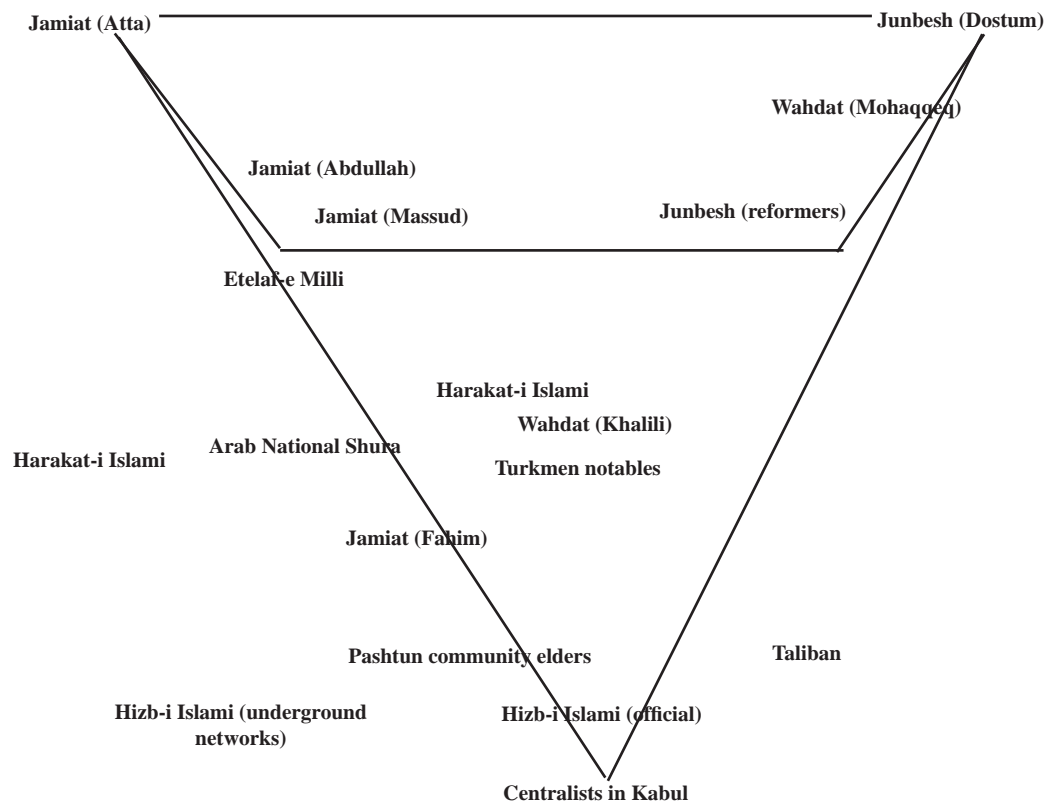 Jamiat (Atta)
Junbesh (Dostum)
Wahdat (Mohaqqeq)
Jamiat (Abdullah)
Jamiat (Massud)
Junbesh (reformers)
Etelaf-e Milli
Harakat-i Islami
Wahdat (Khalili)
Arab National Shura
Harakat-i Islami
Turkmen notables
Jamiat (Fahim)
Pashtun community elders
Taliban
Hizb-i Islami (underground
networks)
Hizb-i Islami (official)
Centralists in Kabul